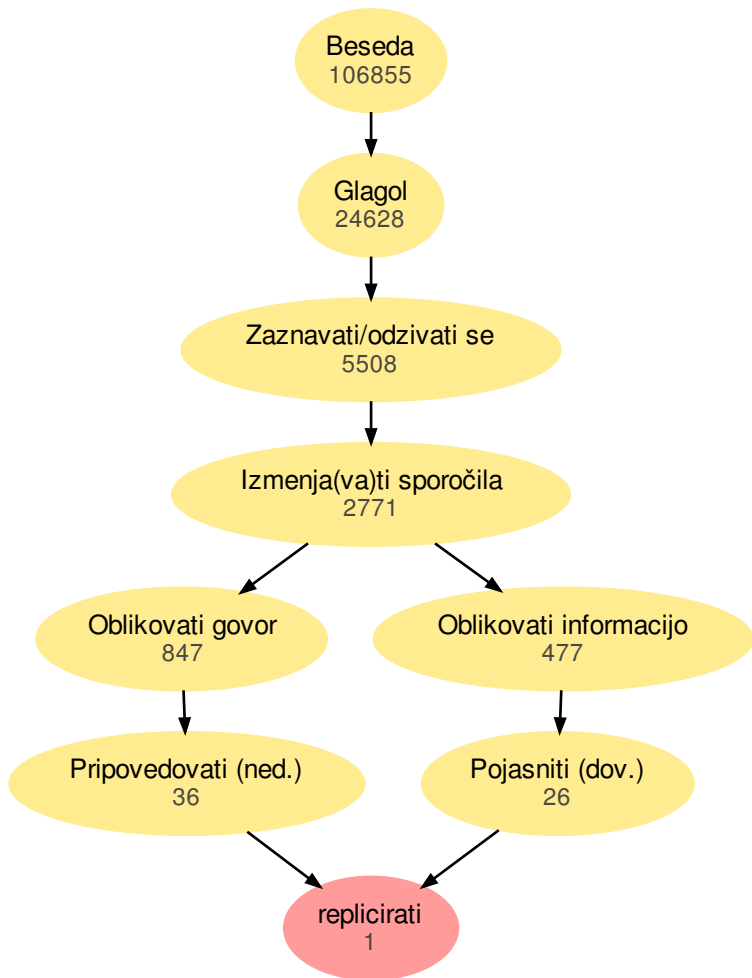 Beseda
106855
Glagol
24628
Zaznavati/odzivati se
5508
Izmenja(va)ti sporočila
2771
Oblikovati govor
847
Oblikovati informacijo
477
Pripovedovati (ned.)
36
Pojasniti (dov.)
26
replicirati
1